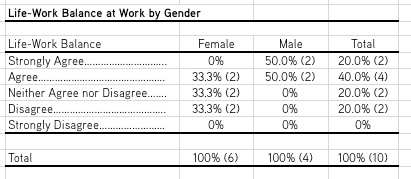 Life-Work Balance at Work by Gender
Life-Work Balance Female Male Total
Strongly Agree.............................. 0% 50.0% (2) 20.0% (2)
Agree.............................................. 33.3% (2) 50.0% (2) 40.0% (4)
Neither Agree nor Disagree....... 33.3% (2) 0% 20.0% (2)
Disagree......................................... 33.3% (2) 0% 20.0% (2)
Strongly Disagree........................ 0% 0% 0%
Total 100% (6) 100% (4) 100% (10)